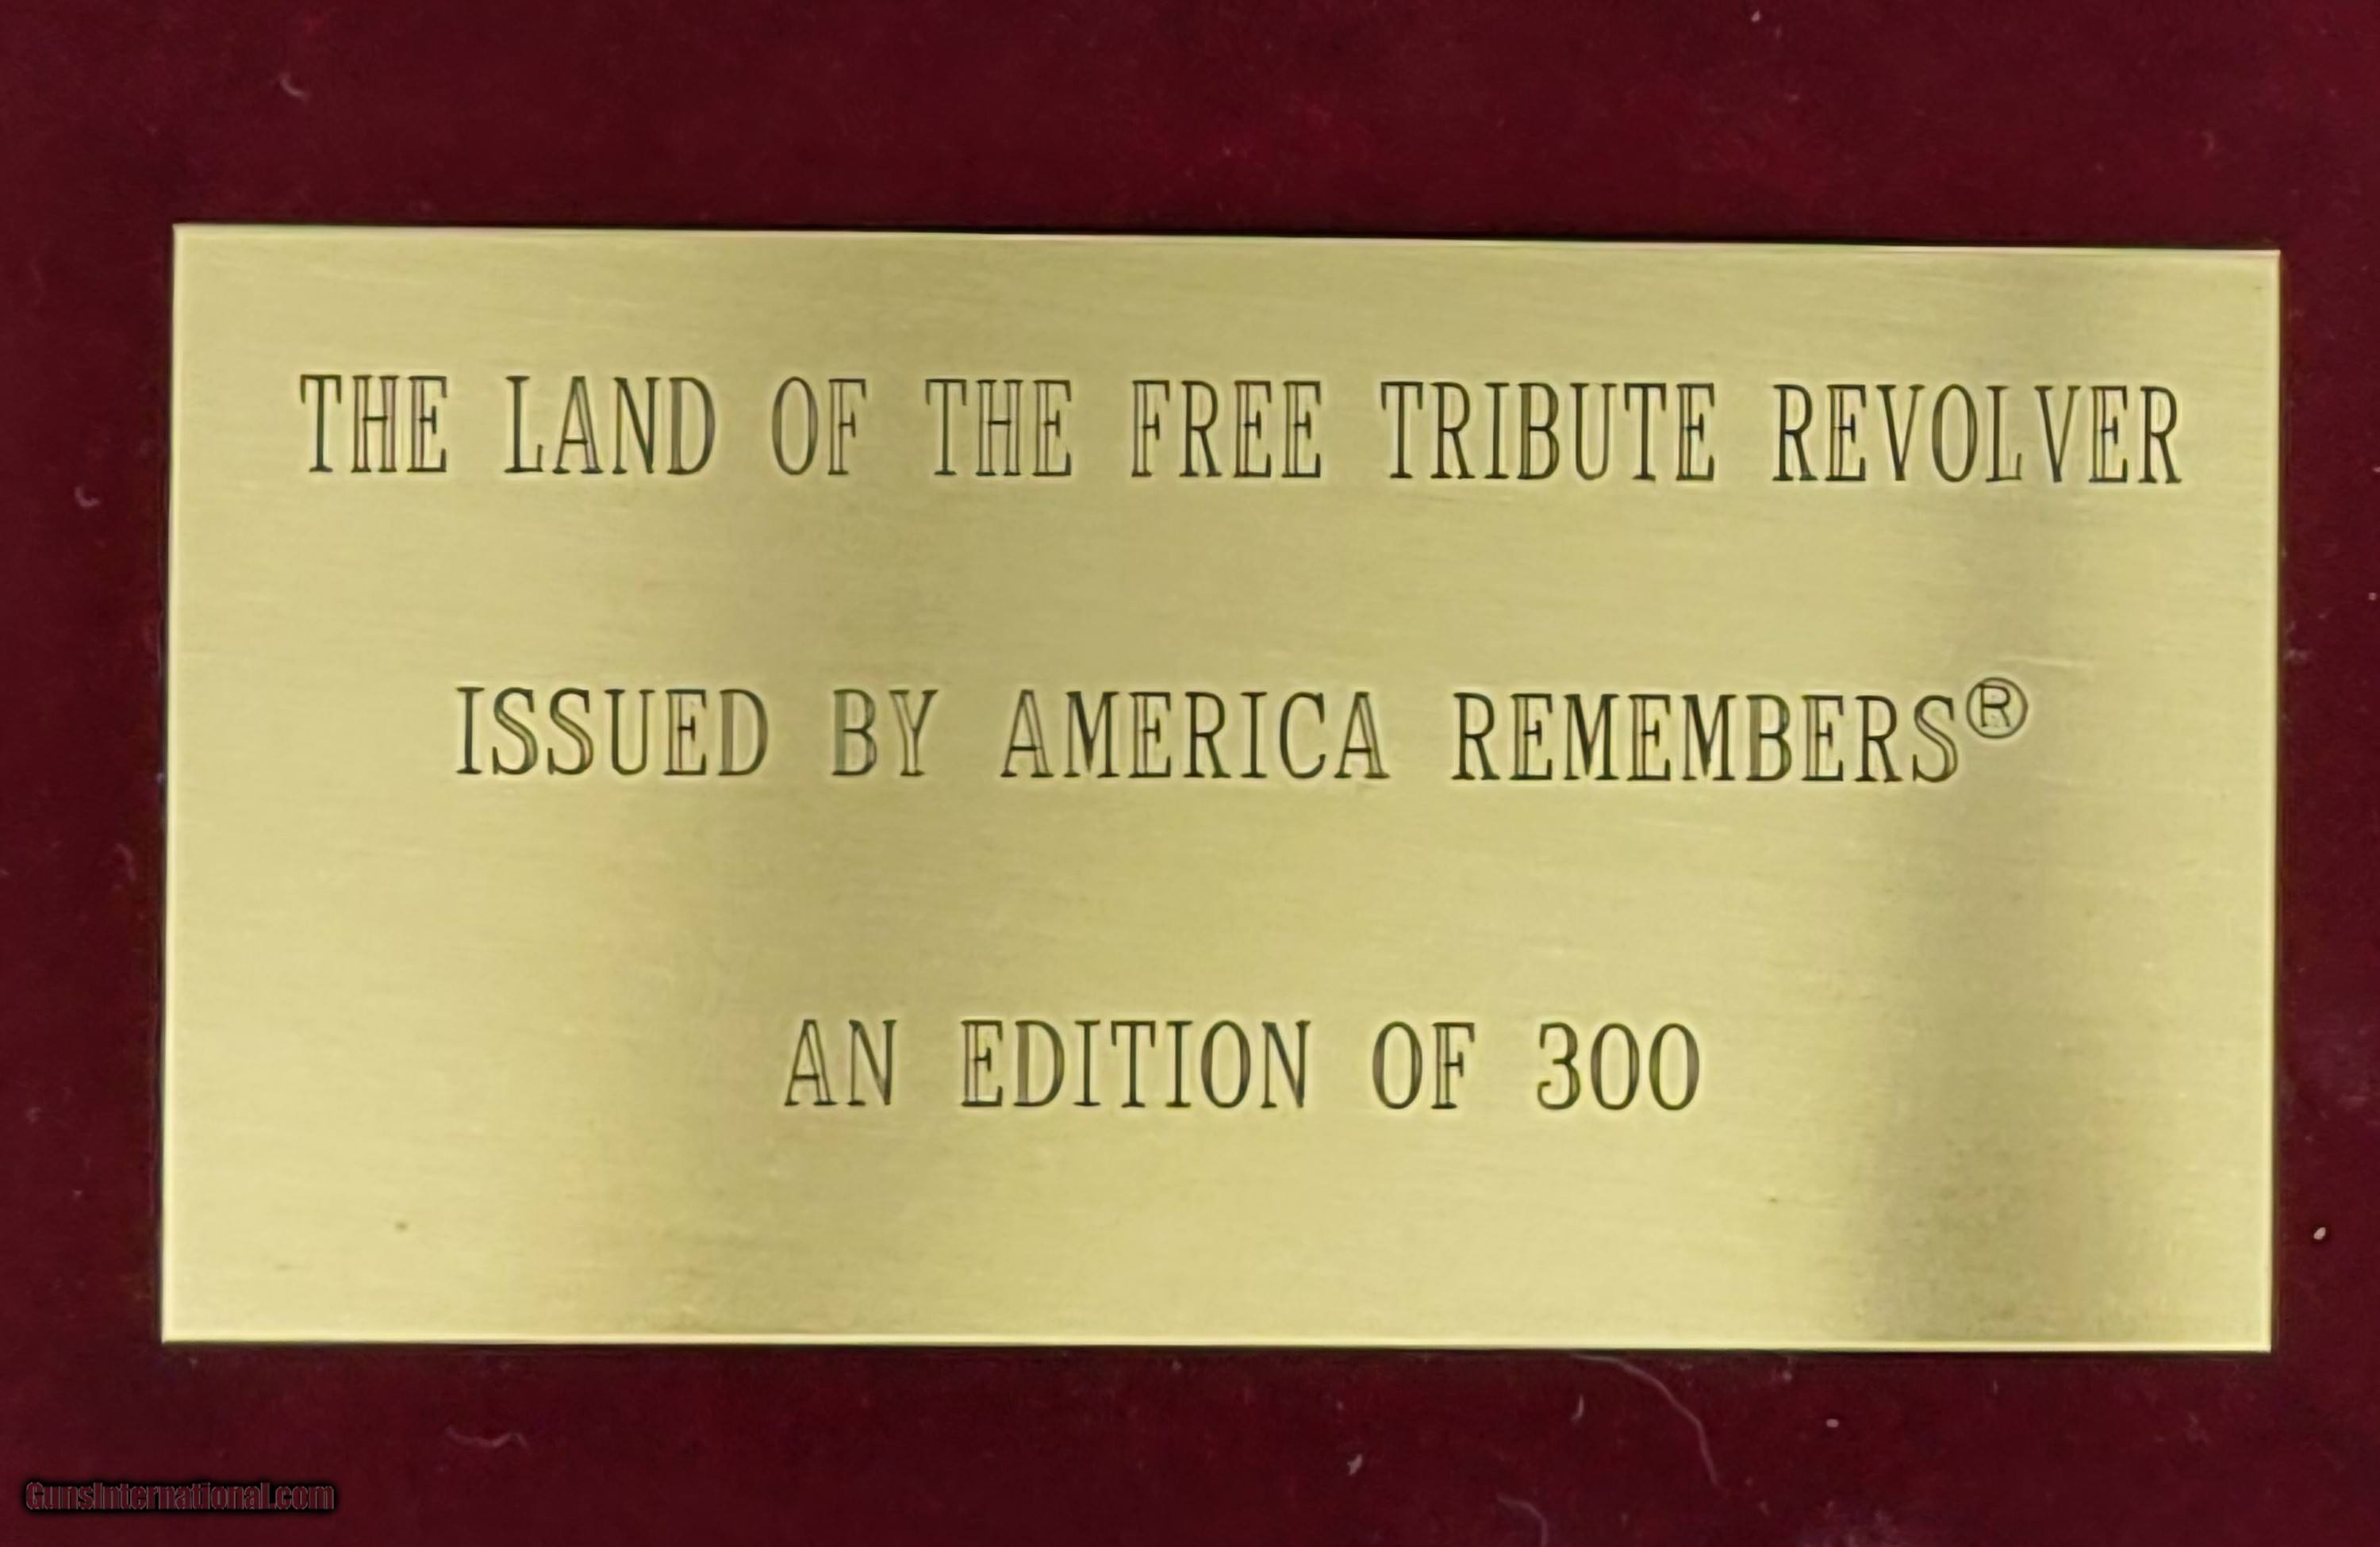 THE LAND OF THE FREE TRIBUTE REVOLVER
ISSUED BY AMERICA REMEMBERS®
AN EDITION OF 300
GunsInternational.com